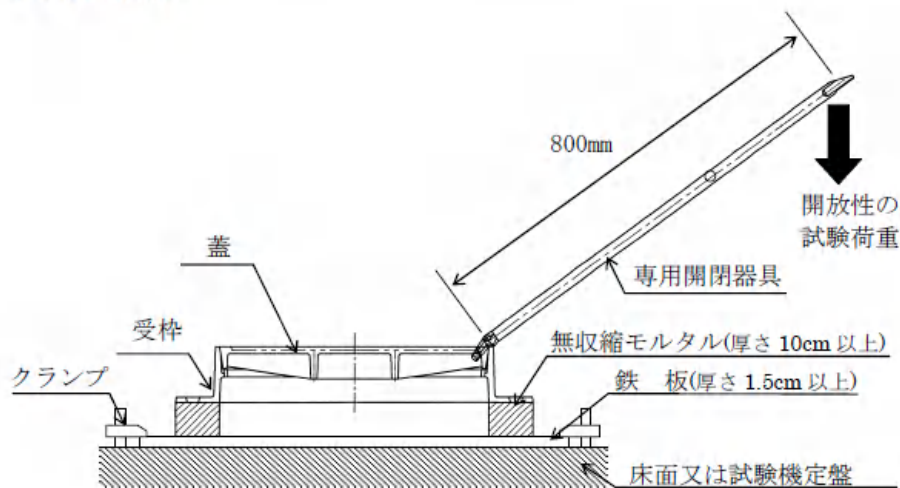 800mm
開放性の
試験荷重
蓋
専用開閉器具
受枠
無収縮モルタル(厚さ 10cm 以上)
クランプ
鉄　板(厚さ 1.5cm 以上)
床面又は試験機定盤